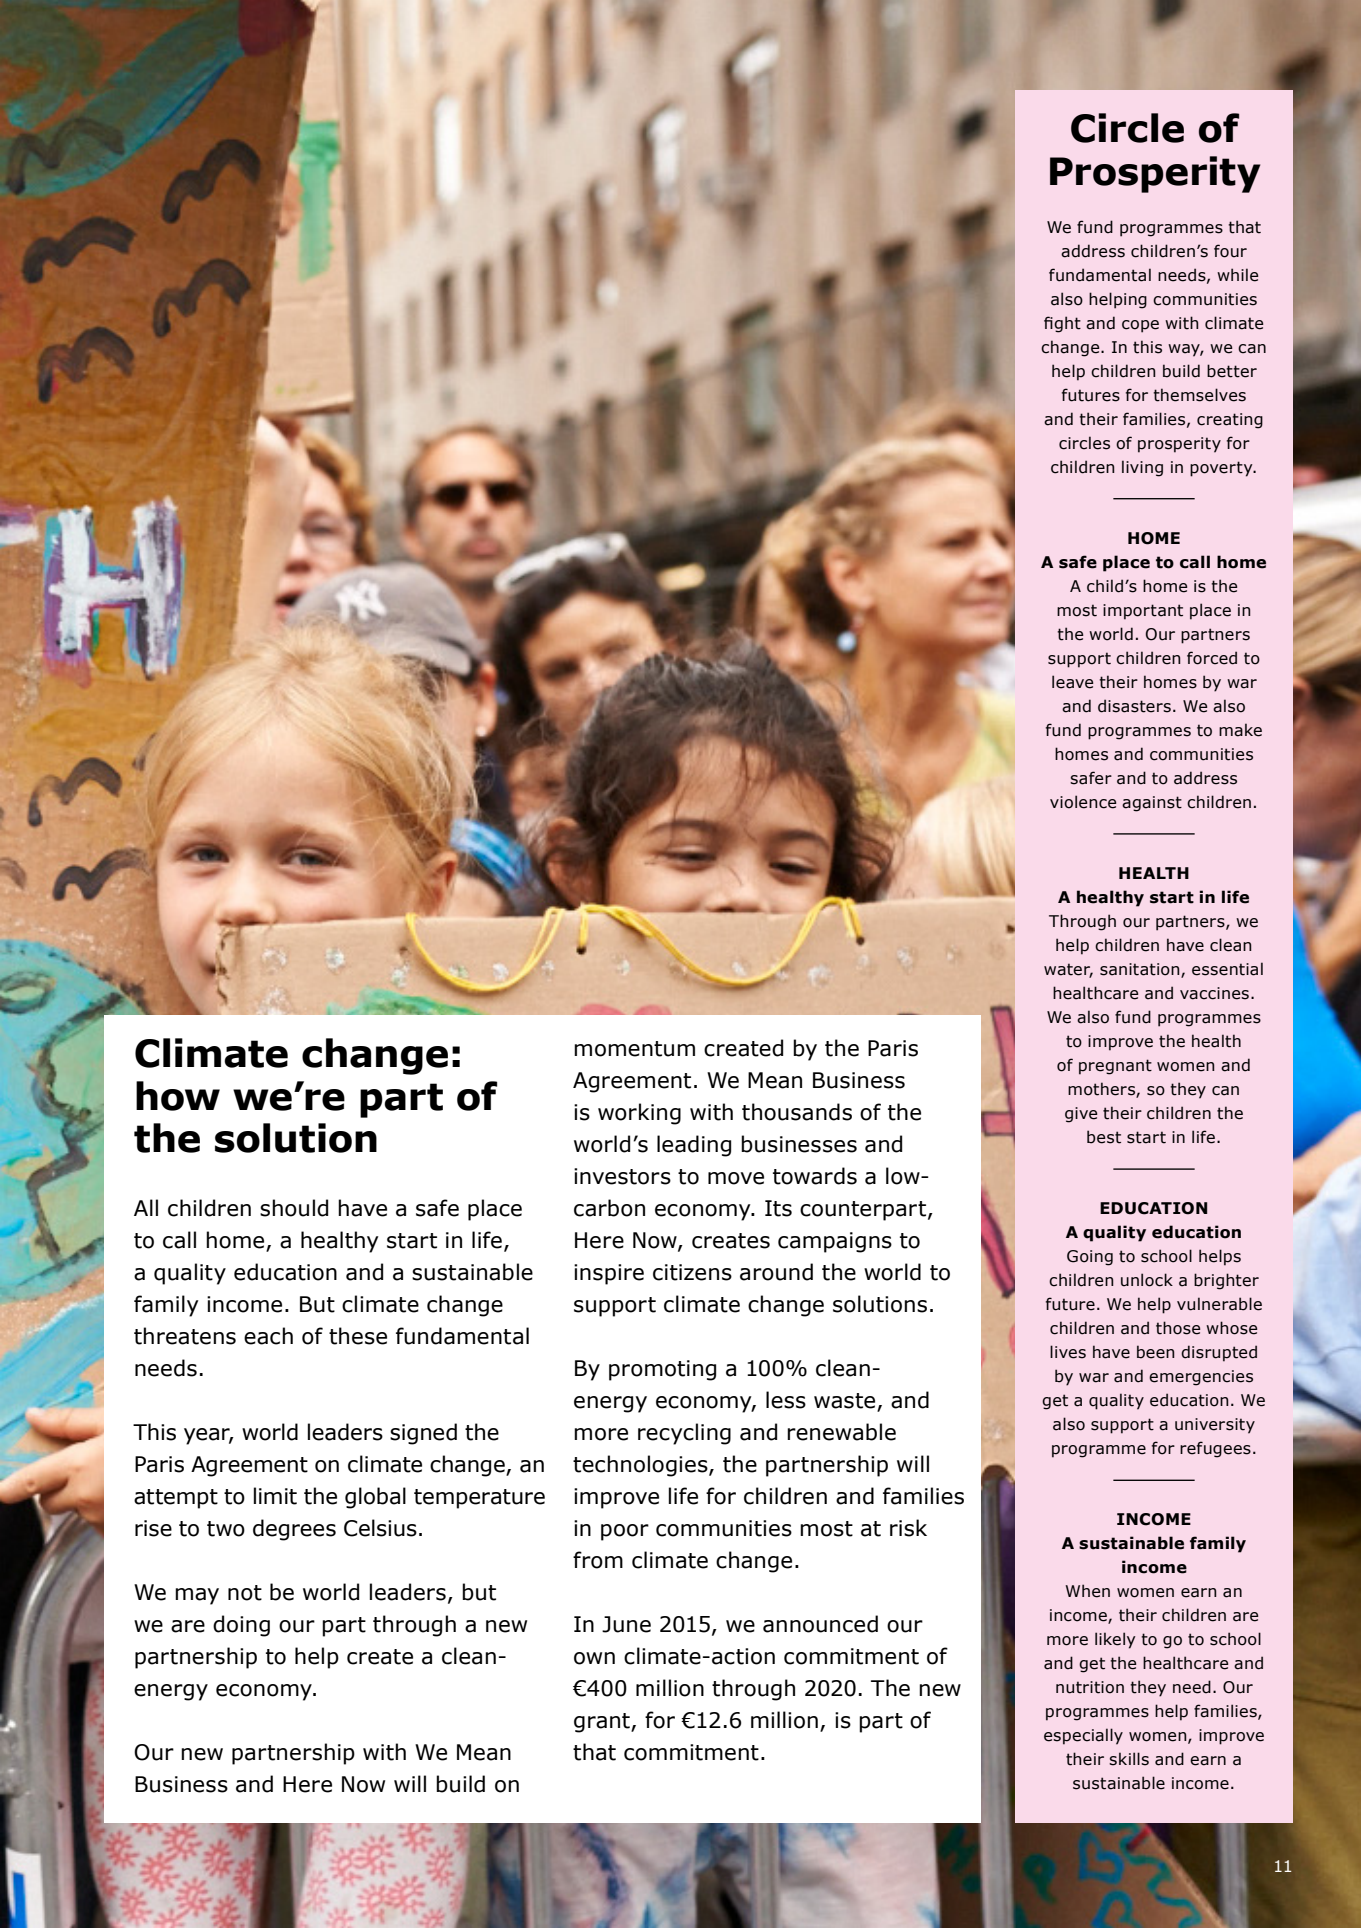 H
NY
Circle of
Prosperity
We fund programmes that
address children’s four
fundamental needs, while
also helping communities
fight and cope with climate
change. In this way, we can
help children build better
futures for themselves
and their families, creating
circles of prosperity for
children living in poverty.
HOME
A safe place to call home
A child’s home is the
most important place in
the world. Our partners
support children forced to
leave their homes by war
and disasters. We also
fund programmes to make
homes and communities
safer and to address
violence against children.
HEALTH
A healthy start in life
Through our partners, we
help children have clean
water, sanitation, essential
healthcare and vaccines.
We also fund programmes
to improve the health
of pregnant women and
mothers, so they can
give their children the
best start in life.
EDUCATION
A quality education
Going to school helps
children unlock a brighter
future. We help vulnerable
children and those whose
lives have been disrupted
by war and emergencies
get a quality education. We
also support a university
programme for refugees.
INCOME
A sustainable family
income
When women earn an
income, their children are
more likely to go to school
and get the healthcare and
nutrition they need. Our
programmes help families,
especially women, improve
their skills and earn a
sustainable income.
Climate change:
how we’re part of
the solution
All children should have a safe place
to call home, a healthy start in life,
a quality education and a sustainable
family income. But climate change
threatens each of these fundamental
needs.
This year, world leaders signed the
Paris Agreement on climate change, an
attempt to limit the global temperature
rise to two degrees Celsius.
We may not be world leaders, but
we are doing our part through a new
partnership to help create a clean-
energy economy.
Our new partnership with We Mean
Business and Here Now will build on
momentum created by the Paris
Agreement. We Mean Business
is working with thousands of the
world’s leading businesses and
investors to move towards a low-
carbon economy. Its counterpart,
Here Now, creates campaigns to
inspire citizens around the world to
support climate change solutions.
By promoting a 100% clean-
energy economy, less waste, and
more recycling and renewable
technologies, the partnership will
improve life for children and families
in poor communities most at risk
from climate change.
In June 2015, we announced our
own climate-action commitment of
€400 million through 2020. The new
grant, for €12.6 million, is part of
that commitment.
11